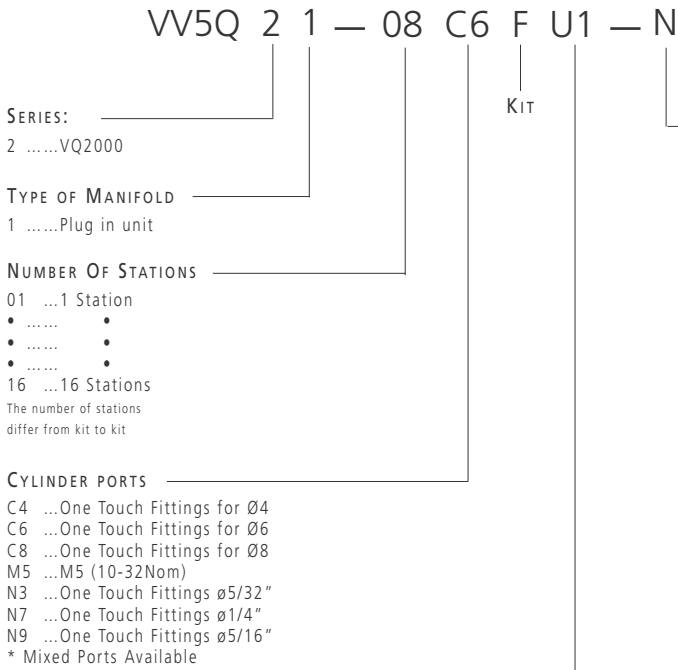 VV5Q 2 1 — 08 C6 F U1 — N
KIT
SERIES:
2 ......VQ2000
TYPE OF MANIFOLD
1 ......Plug in unit
NUMBER OF STATIONS
01 ...1 Station
• ...... •
• ...... •
• ...... •
16 ...16 Stations
The number of stations
differ from kit to kit
CYLINDER PORTS
C4 ...One Touch Fittings for Ø4
C6 ...One Touch Fittings for Ø6
C8 ...One Touch Fittings for Ø8
M5 ...M5 (10-32Nom)
N3 ...One Touch Fittings ø5/32"
N7 ...One Touch Fittings ø1/4"
N9 ...One Touch Fittings ø5/16"
* Mixed Ports Available